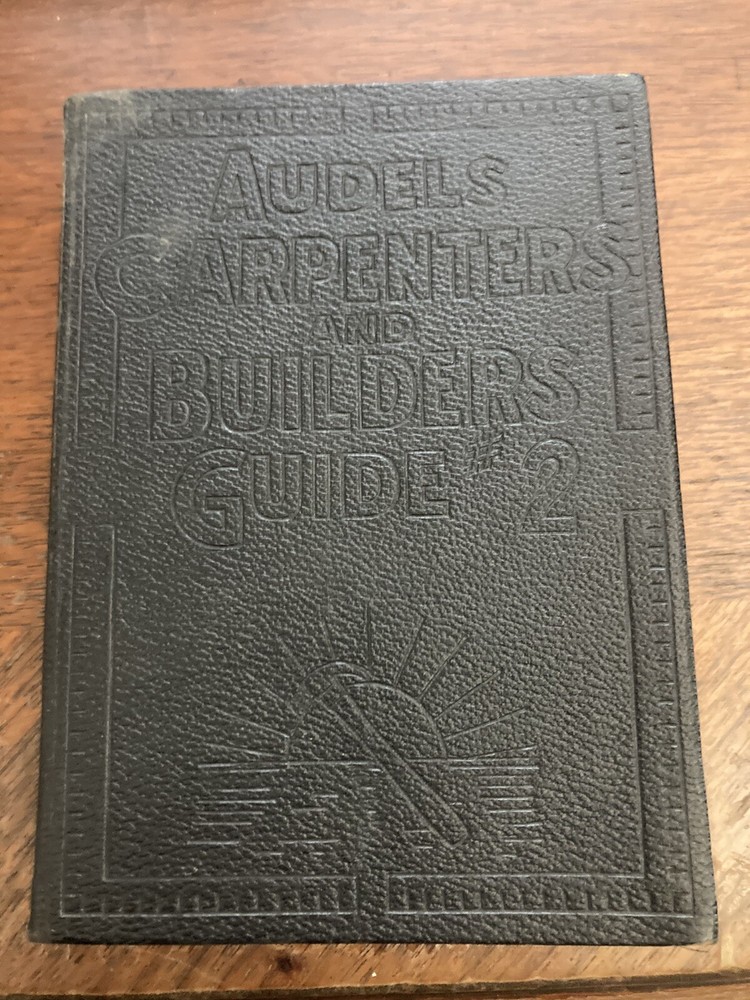 AUDELS
CARPENTERS
AND
BUILDERS
GUIDE #2